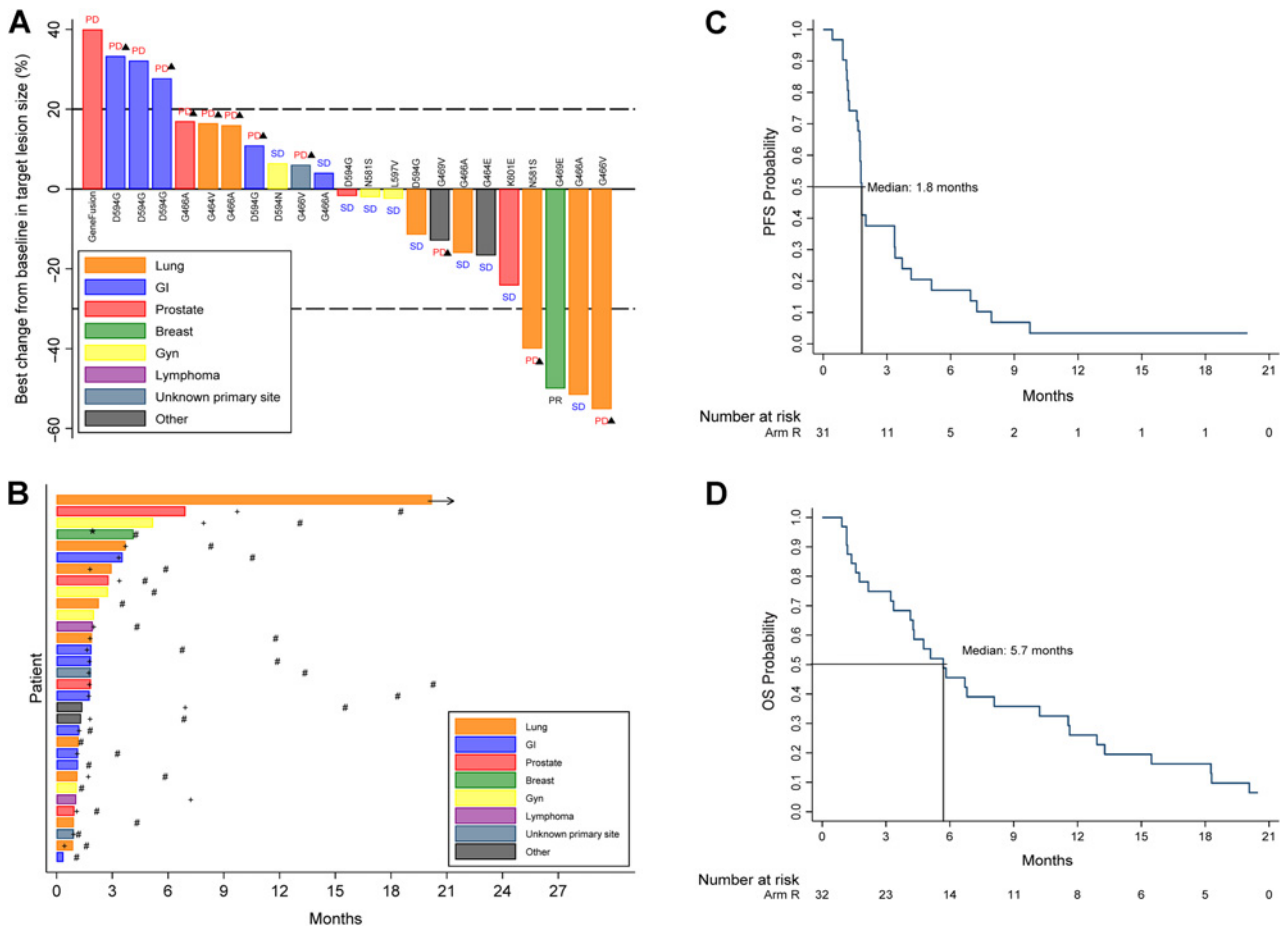 A
Best change from baseline in target lesion size (%)
40
20
0
−20
−40
−60
PD
PD▲
PD
PD▲
PD▲
PD▲
PD▲
PD▲
SD
PD▲
SD
GeneFusion
D594G
D594G
D594G
G466A
G464V
G466A
D594G
D594N
G466V
G466A
D594G
N581S
L597V
D594G
G469V
G466A
G464E
K601E
N581S
G469E
G466A
G466V
SD
SD
SD
SD
PD▲
SD
SD
SD
PD▲
PR
SD
PD▲
Lung
GI
Prostate
Breast
Gyn
Lymphoma
Unknown primary site
Other
B
Patient
0 3 6 9 12 15 18 21 24 27
Months
Lung
GI
Prostate
Breast
Gyn
Lymphoma
Unknown primary site
Other
C
PFS Probability
1.0
0.9
0.8
0.7
0.6
0.5
0.4
0.3
0.2
0.1
0.0
Median: 1.8 months
0 3 6 9 12 15 18 21
Months
Number at risk
Arm R 31 11 5 2 1 1 1 0
D
OS Probability
1.0
0.9
0.8
0.7
0.6
0.5
0.4
0.3
0.2
0.1
0.0
Median: 5.7 months
0 3 6 9 12 15 18 21
Months
Number at risk
Arm R 32 23 14 11 8 6 5 0